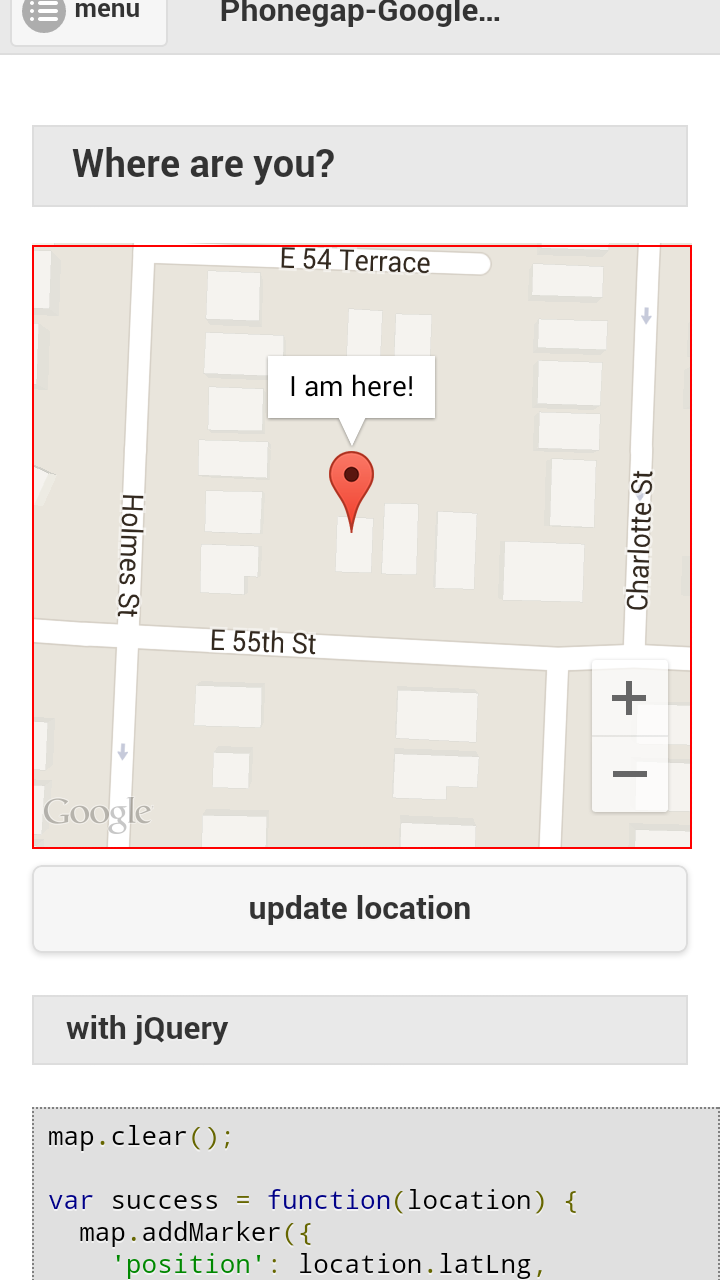 menu
Phonegap-Google...
Where are you?
E 54 Terrace
I am here!
Holmes St
Charlotte St
E 55th St
+
−
Google
update location
with jQuery
map.clear();
var success = function(location) {
  map.addMarker({
    'position': location.latLng,